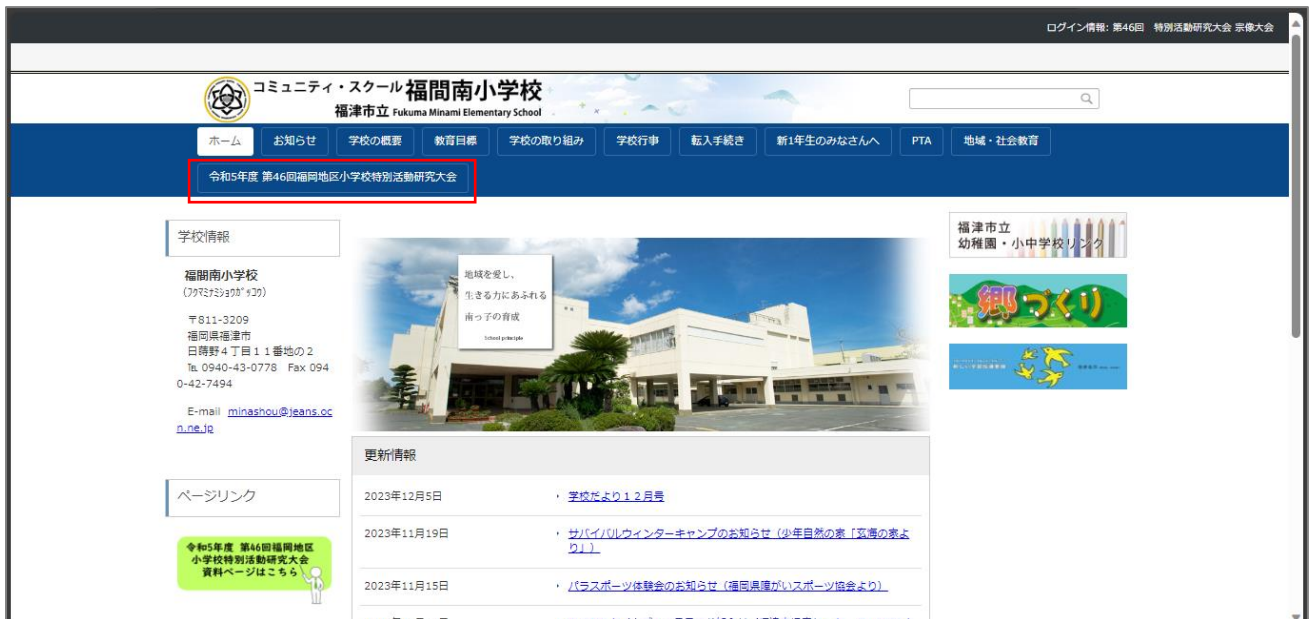 ログイン情報: 第46回　特別活動研究大会 宗像大会
コミュニティ・スクール 福間南小学校
福津市立 Fukuma Minami Elementary School
ホーム
お知らせ
学校の概要
教育目標
学校の取り組み
学校行事
転入手続き
新1年生のみなさんへ
PTA
地域・社会教育
令和5年度 第46回福岡地区小学校特別活動研究大会
学校情報
福間南小学校
(ﾌｸﾏﾐﾅﾐｼｮｳｶﾞｯｺｳ)
〒811-3209
福岡県福津市
日蒔野４丁目１１番地の２
℡ 0940-43-0778　Fax 094
0-42-7494
E-mail minashou@jeans.oc
n.ne.jp
ページリンク
令和5年度 第46回福岡地区
小学校特別活動研究大会
資料ページはこちら
地域を愛し、
生きる力にあふれる
南っ子の育成
School principle
更新情報
2023年12月5日
学校だより１２月号
2023年11月19日
サバイバルウィンターキャンプのお知らせ（少年自然の家「玄海の家よ
り」）
2023年11月15日
パラスポーツ体験会のお知らせ（福岡県障がいスポーツ協会より）
福津市立
幼稚園・小中学校リンク
郷づくり